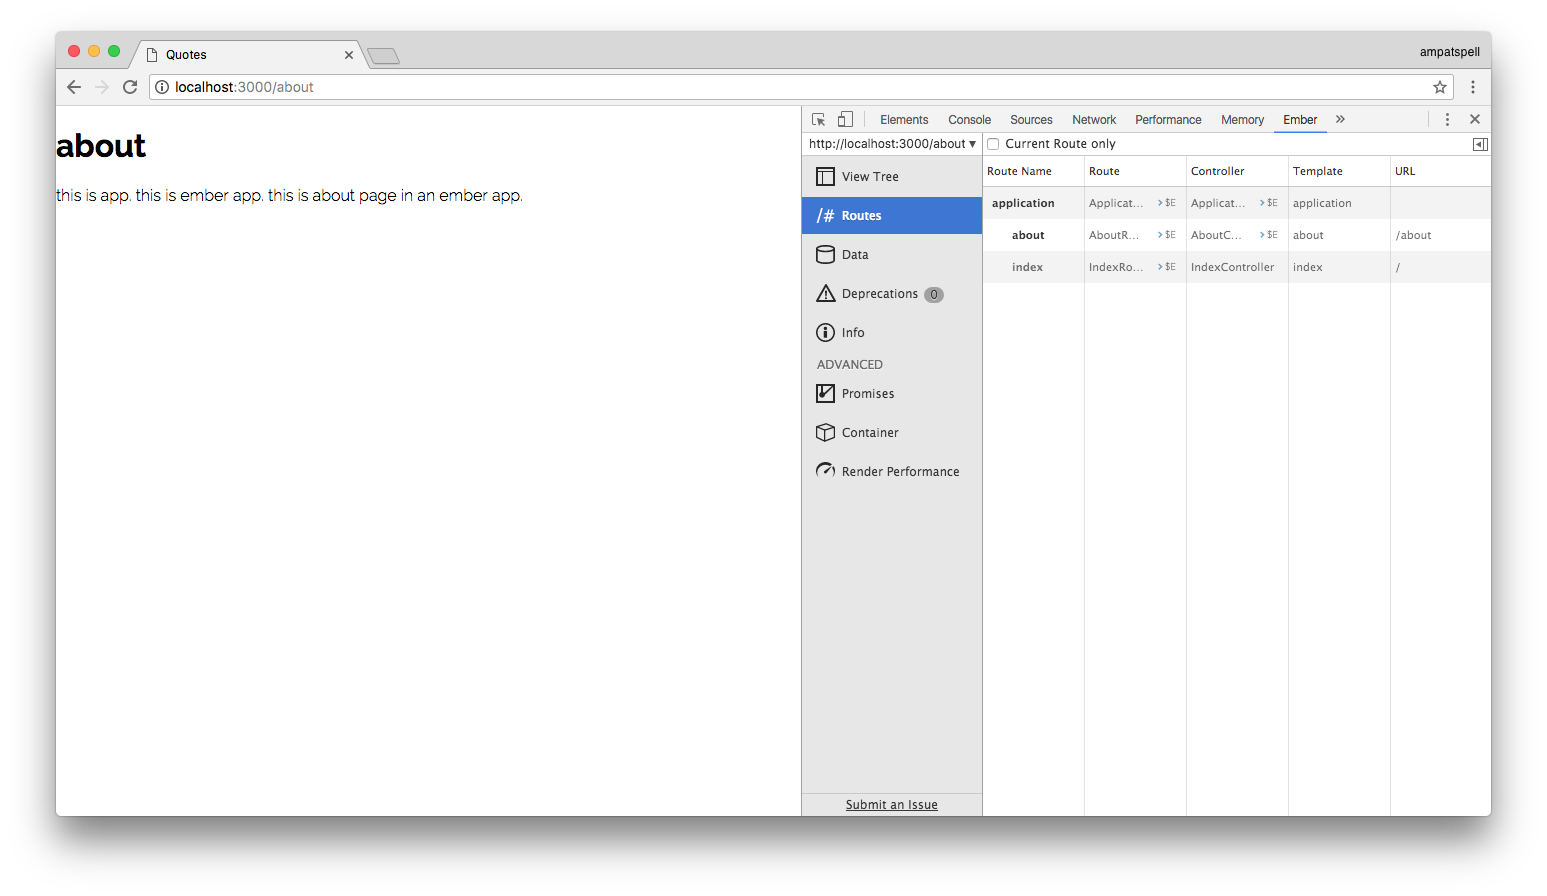 Quotes
ampatspell
localhost:3000/about
about
this is app. this is ember app. this is about page in an ember app.
Elements Console Sources Network Performance Memory Ember »
http://localhost:3000/about ▼
Current Route only
View Tree
/# Routes
Data
Deprecations 0
Info
ADVANCED
Promises
Container
Render Performance
Submit an Issue
Route Name Route Controller Template URL
application Applicat... >$E Applicat... >$E application
about AboutR... >$E AboutC... >$E about /about
index IndexRo... >$E IndexController index /